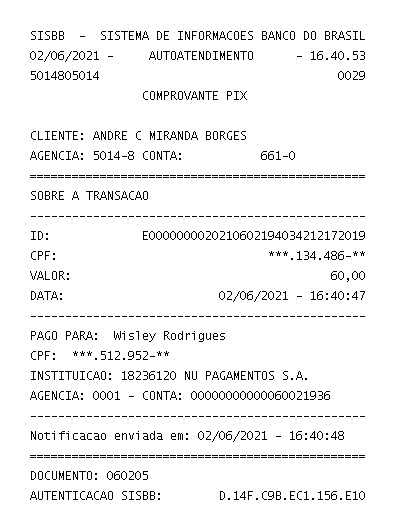 SISBB - SISTEMA DE INFORMACOES BANCO DO BRASIL
02/06/2021 - AUTOATENDIMENTO - 16.40.53
5014805014 0029
COMPROVANTE PIX
CLIENTE: ANDRE C MIRANDA BORGES
AGENCIA: 5014-8 CONTA: 661-0
================================================
SOBRE A TRANSACAO
------------------------------------------------
ID: E0000000020210602194034212172019
CPF: ***.134.486-**
VALOR: 60,00
DATA: 02/06/2021 - 16:40:47
------------------------------------------------
PAGO PARA: Wisley Rodrigues
CPF: ***.512.952-**
INSTITUICAO: 18236120 NU PAGAMENTOS S.A.
AGENCIA: 0001 - CONTA: 00000000000060021936
------------------------------------------------
Notificacao enviada em: 02/06/2021 - 16:40:48
================================================
DOCUMENTO: 060205
AUTENTICACAO SISBB: D.14F.C9B.EC1.156.E10